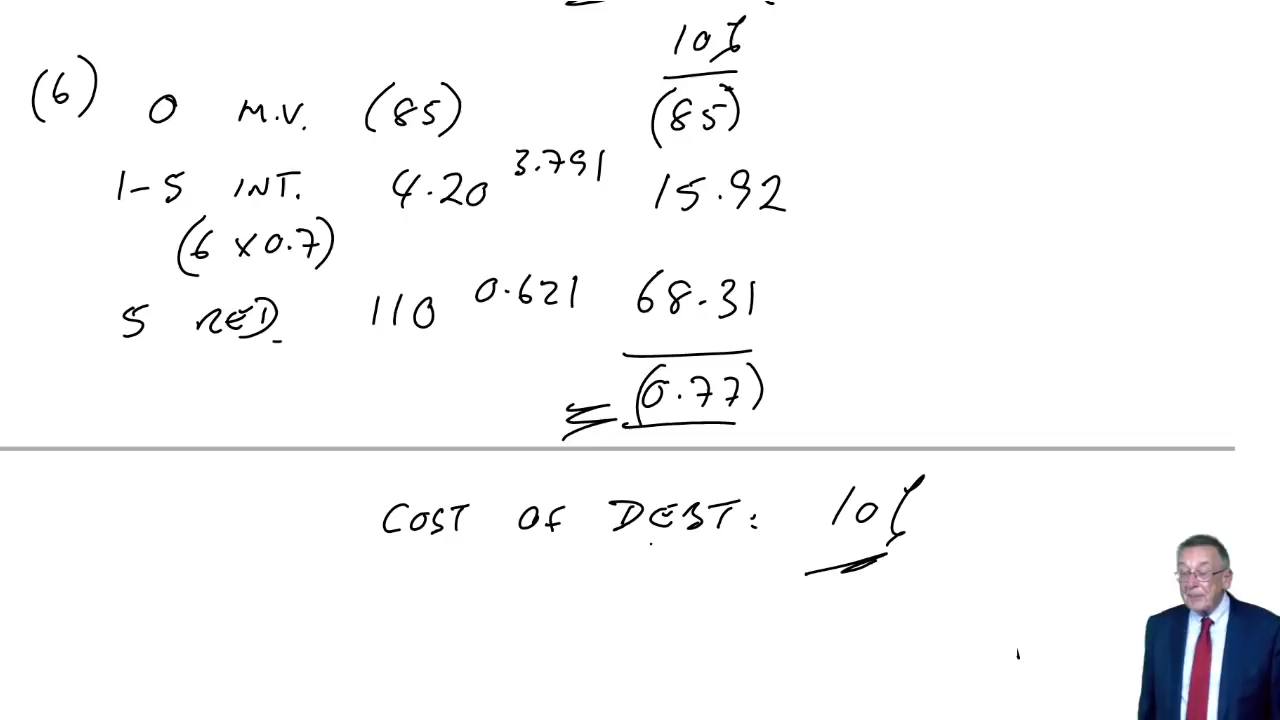 10%
(6) 0 M.V. (85) (85)
1-5 INT. 4.20 3.791 15.92
(6 x 0.7)
5 RED. 110 0.621 68.31
(0.77)
COST OF DEBT: 10%